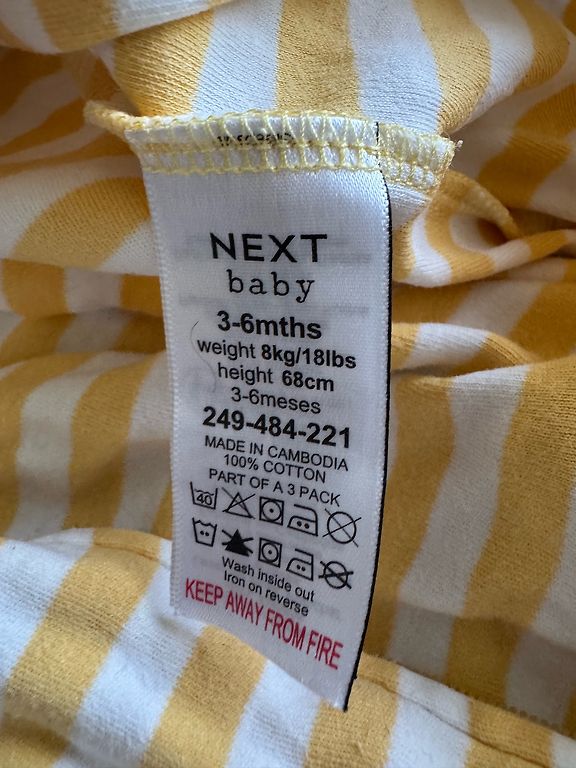 NEXT
baby
3-6mths
weight 8kg/18lbs
height 68cm
3-6meses
249-484-221
MADE IN CAMBODIA
100% COTTON
PART OF A 3 PACK
40
Wash inside out
Iron on reverse
KEEP AWAY FROM FIRE